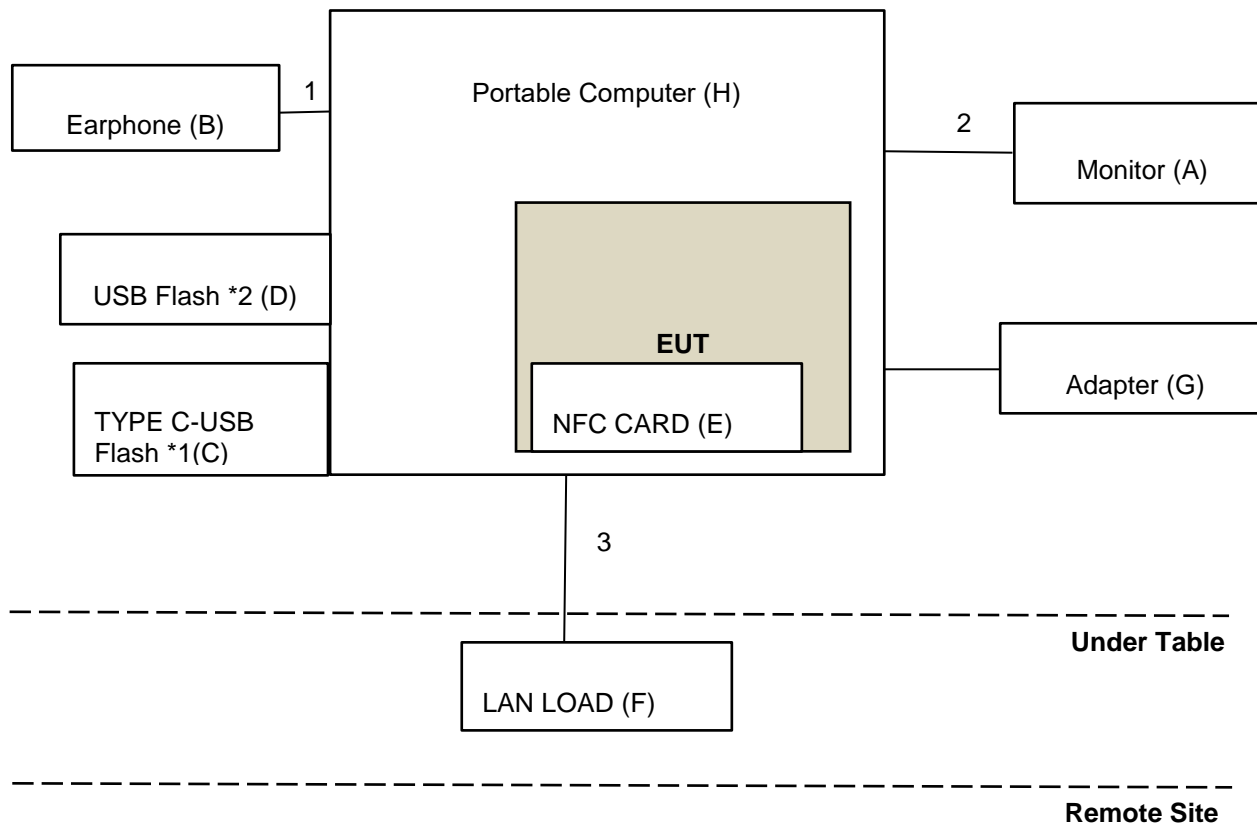 Portable Computer (H)
1
Earphone (B)
2
Monitor (A)
USB Flash *2 (D)
EUT
Adapter (G)
TYPE C-USB
Flash *1(C)
NFC CARD (E)
3
Under Table
LAN LOAD (F)
Remote Site